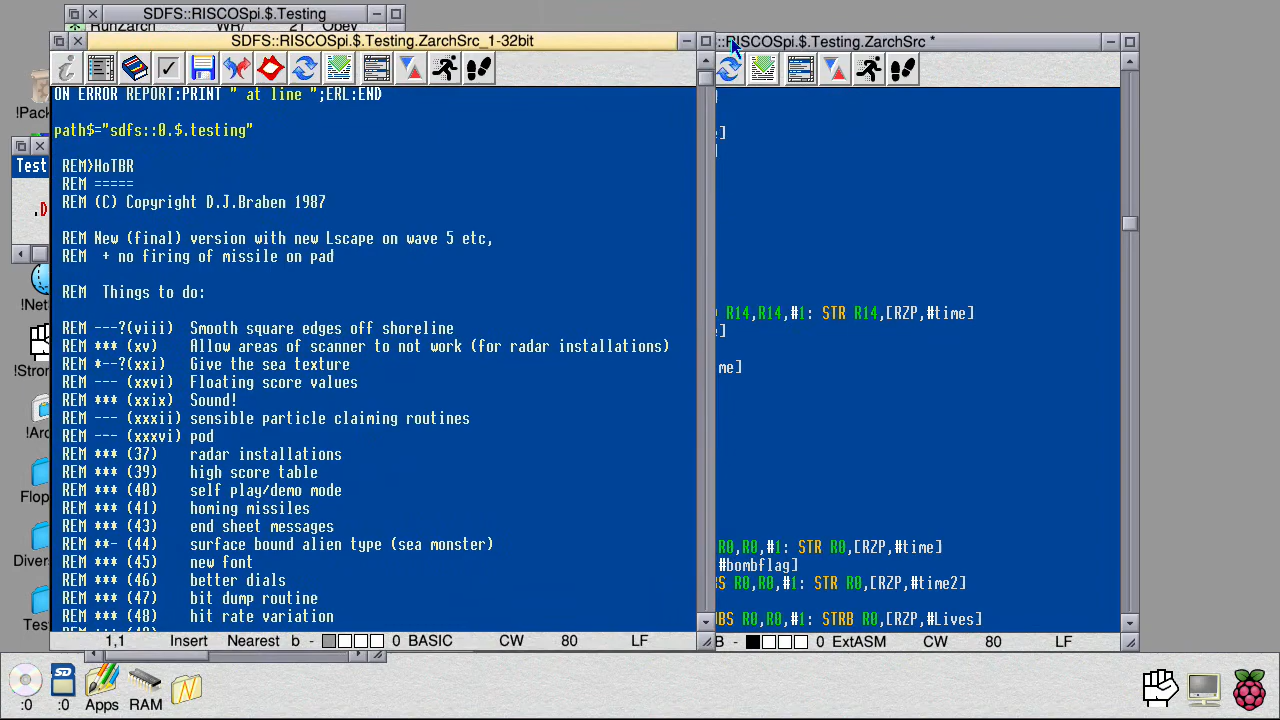 SDFS::RISCOSpi.$.Testing
RunZarch WR/ 21 Obey
SDFS::RISCOSpi.$.Testing.ZarchSrc_1-32bit
::RISCOSpi.$.Testing.ZarchSrc *
ON ERROR REPORT:PRINT " at line ";ERL:END
path$="sdfs::0.$.testing"
REM>HoTBR
REM =====
REM (C) Copyright D.J.Braben 1987
REM New (final) version with new Lscape on wave 5 etc,
REM + no firing of missile on pad
REM Things to do:
REM ---?(viii) Smooth square edges off shoreline
REM *** (xv) Allow areas of scanner to not work (for radar installations)
REM *--?(xxi) Give the sea texture
REM --- (xxvi) Floating score values
REM *** (xxix) Sound!
REM --- (xxxii) sensible particle claiming routines
REM --- (xxxvi) pod
REM *** (37) radar installations
REM *** (39) high score table
REM *** (40) self play/demo mode
REM *** (41) homing missiles
REM *** (43) end sheet messages
REM **- (44) surface bound alien type (sea monster)
REM *** (45) new font
REM *** (46) better dials
REM *** (47) bit dump routine
REM *** (48) hit rate variation
1,1 Insert Nearest b - 0 BASIC CW 80 LF
]
e]
]
R14,R14,#1: STR R14,[RZP,#time]
e]
me]
R0,R0,#1: STR R0,[RZP,#time]
#bombflag]
BS R0,R0,#1: STR R0,[RZP,#time2]
UBS R0,R0,#1: STRB R0,[RZP,#Lives]
B - 0 ExtASM CW 80 LF
!Pack
Test
.D
!Net
!Stron
!Arc
Flop
Divers
Test
:0 :0 Apps RAM